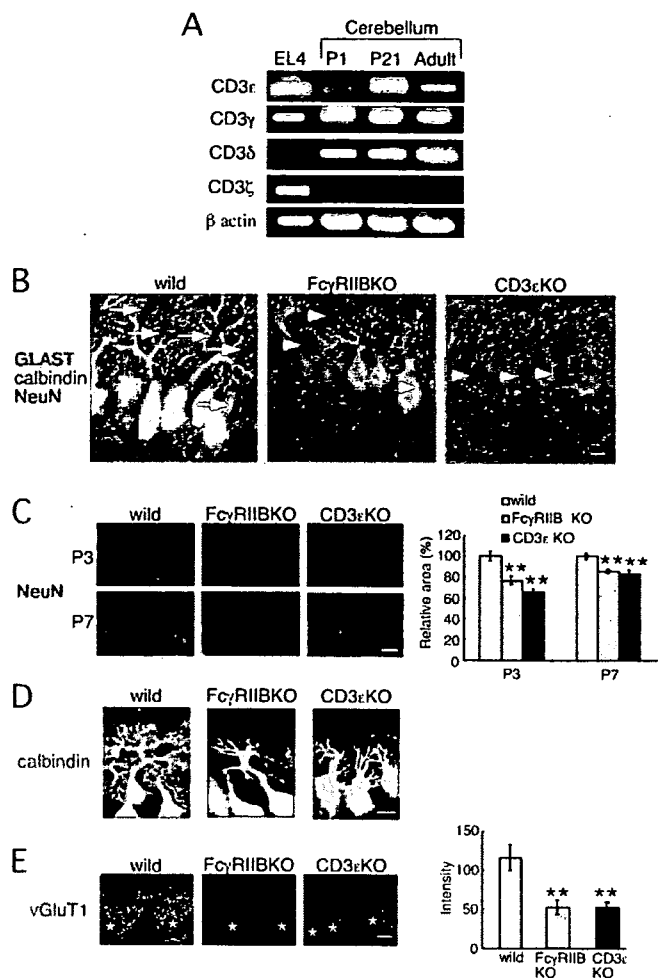 A
Cerebellum
EL4 P1 P21 Adult
CD3ε
CD3γ
CD3δ
CD3ζ
β actin
B
wild FcγRIIBKO CD3εKO
GLAST
calbindin
NeuN
C
wild FcγRIIBKO CD3εKO
P3
NeuN
P7
wild
FcγRIIB KO
CD3ε KO
Relative area (%)
120
100
80
60
40
20
0
** ** ** **
P3 P7
D
wild FcγRIIBKO CD3εKO
calbindin
E
wild FcγRIIBKO CD3εKO
vGluT1
* * * * * * *
Intensity
150
100
50
0
** **
wild FcγRIIB KO CD3ε KO